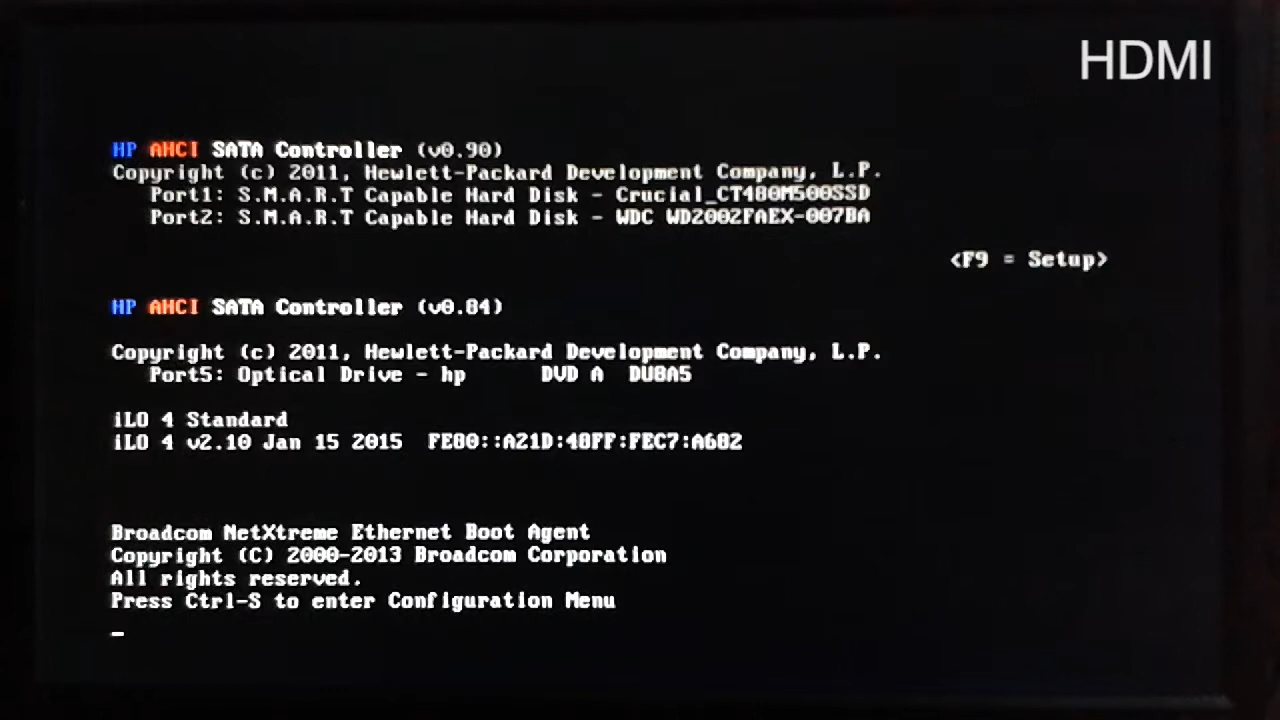 HDMI
HP AHCI SATA Controller (v0.90)
Copyright (c) 2011, Hewlett-Packard Development Company, L.P.
Port1: S.M.A.R.T Capable Hard Disk - Crucial_CT480M500SSD
Port2: S.M.A.R.T Capable Hard Disk - WDC WD2002FAEX-007BA
<F9 = Setup>
HP AHCI SATA Controller (v0.84)
Copyright (c) 2011, Hewlett-Packard Development Company, L.P.
Port5: Optical Drive - hp DVD A DU8A5
iLO 4 Standard
iLO 4 v2.10 Jan 15 2015 FE80::A21D:48FF:FEC7:A682
Broadcom NetXtreme Ethernet Boot Agent
Copyright (C) 2000-2013 Broadcom Corporation
All rights reserved.
Press Ctrl-S to enter Configuration Menu